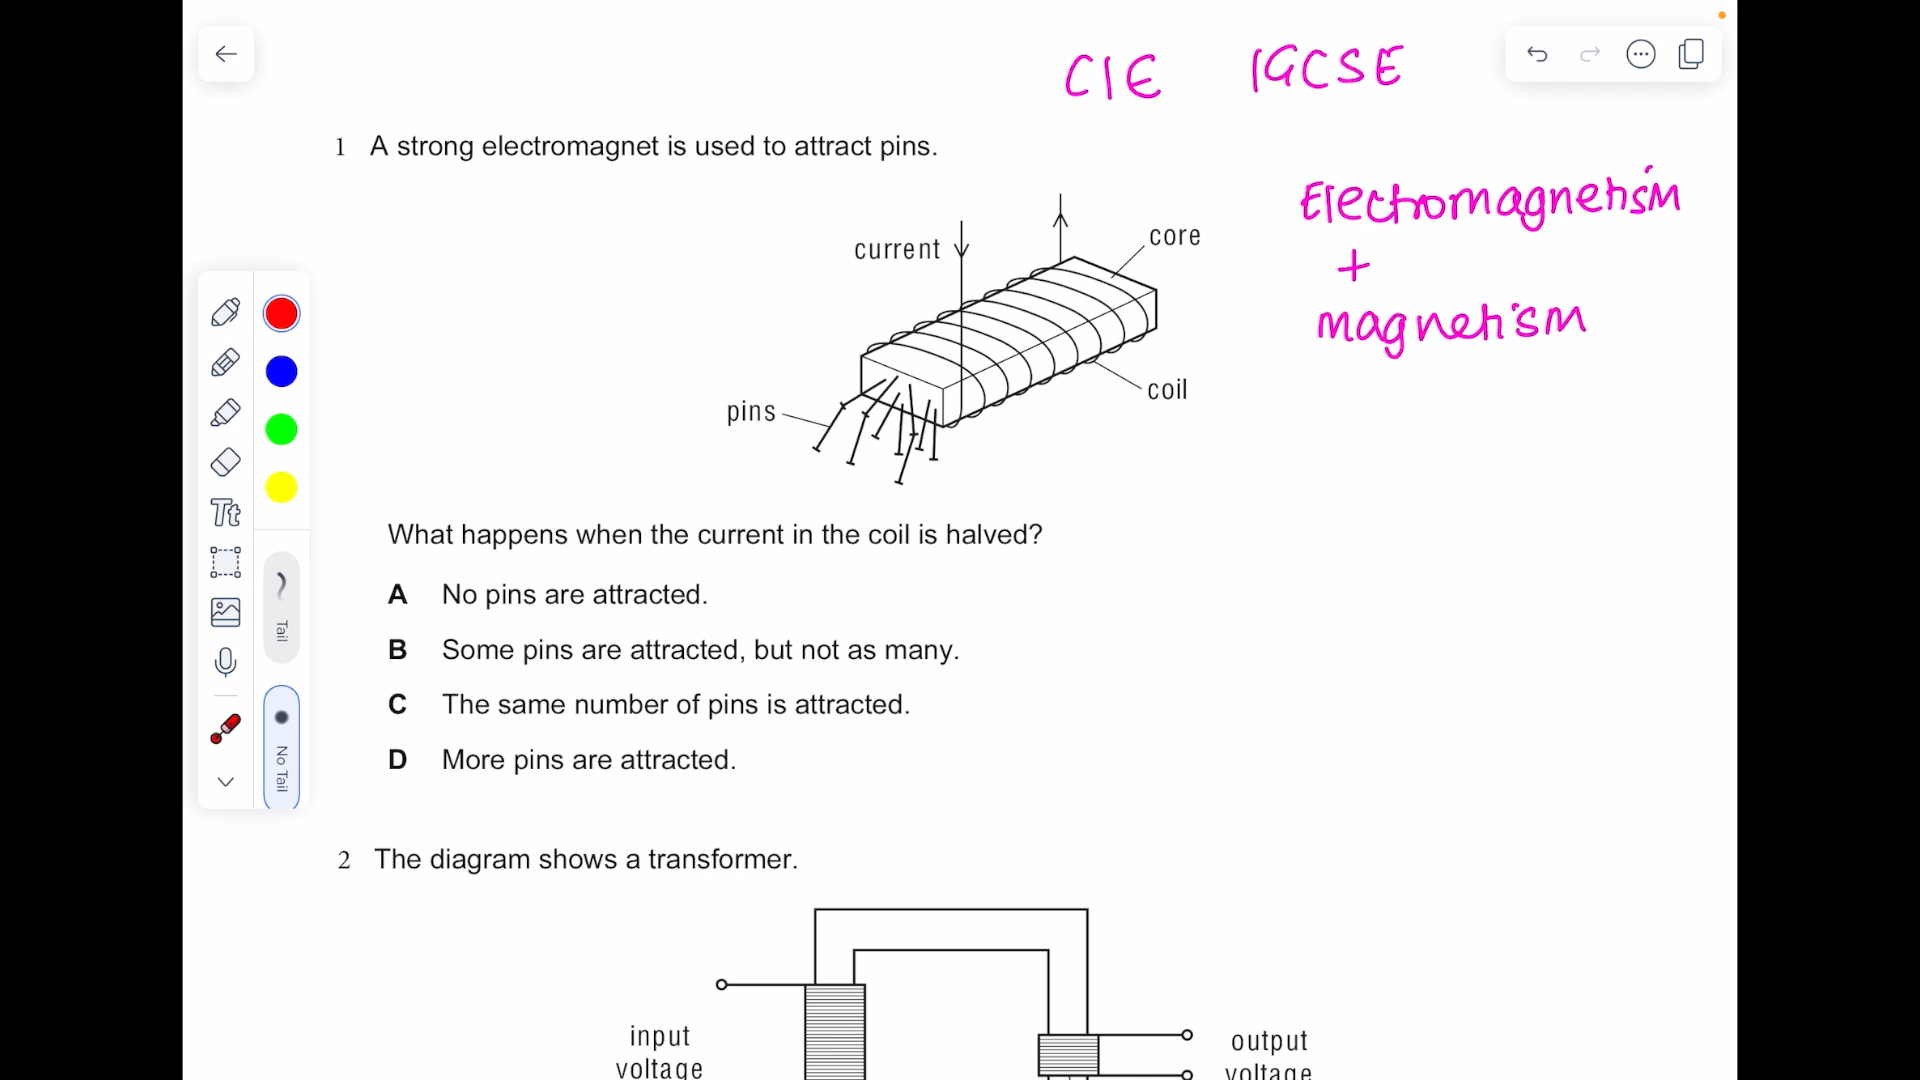 CIE IGCSE
1 A strong electromagnet is used to attract pins.
Electromagnetism
+
magnetism
current
core
coil
pins
What happens when the current in the coil is halved?
A No pins are attracted.
B Some pins are attracted, but not as many.
C The same number of pins is attracted.
D More pins are attracted.
Tt
Tail
No Tail
2 The diagram shows a transformer.
input
voltage
output
voltage